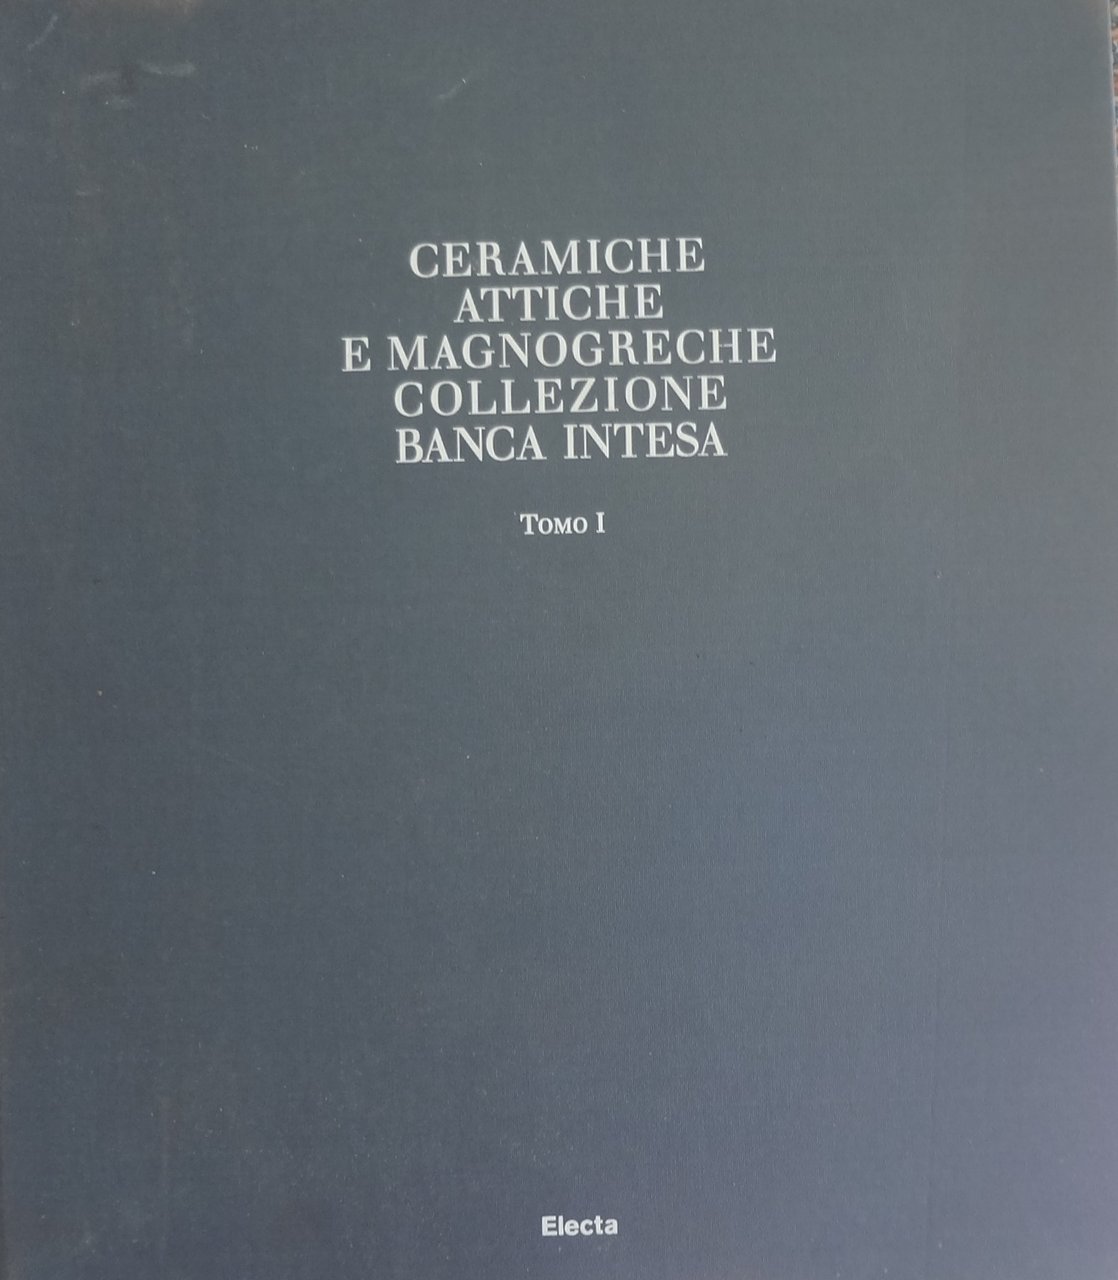 CERAMICHE
ATTICHE
E MAGNOGRECHE
COLLEZIONE
BANCA INTESA
TOMO I
Electa